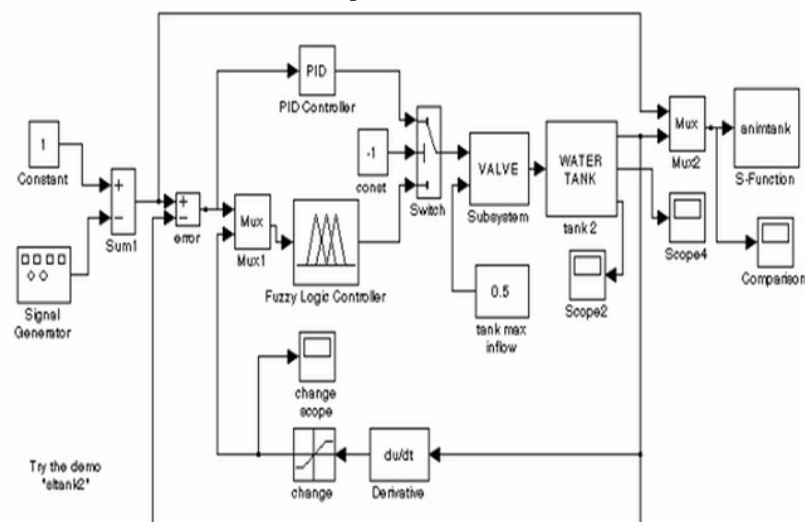 PID
PID Controller
1
Constant
+
−
Sum1
Signal
Generator
+
−
error
Mux
Mux1
Fuzzy Logic Controller
-1
const
Switch
VALVE
Subsystem
WATER
TANK
tank 2
Mux
Mux2
animtank
S-Function
Scope4
Comparison
Scope2
0.5
tank max
inflow
change
scope
change
du/dt
Derivative
Try the demo
"sltank2"